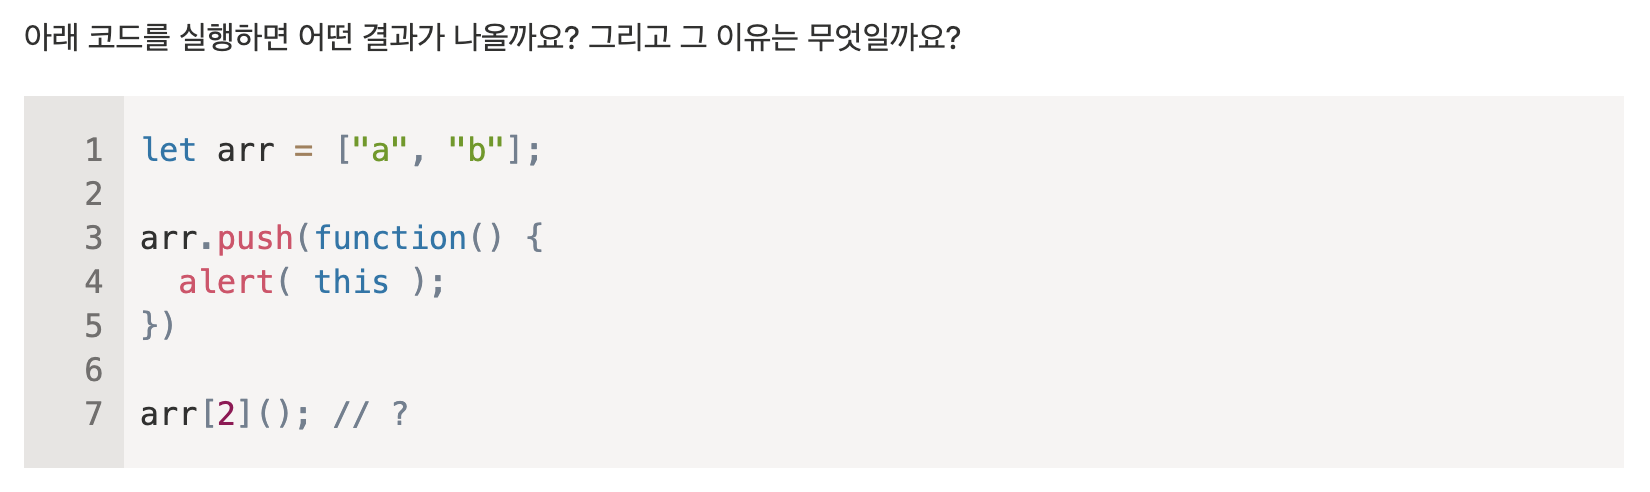 아래 코드를 실행하면 어떤 결과가 나올까요? 그리고 그 이유는 무엇일까요?
1 let arr = ["a", "b"];
2
3 arr.push(function() {
4   alert( this );
5 })
6
7 arr[2](); // ?